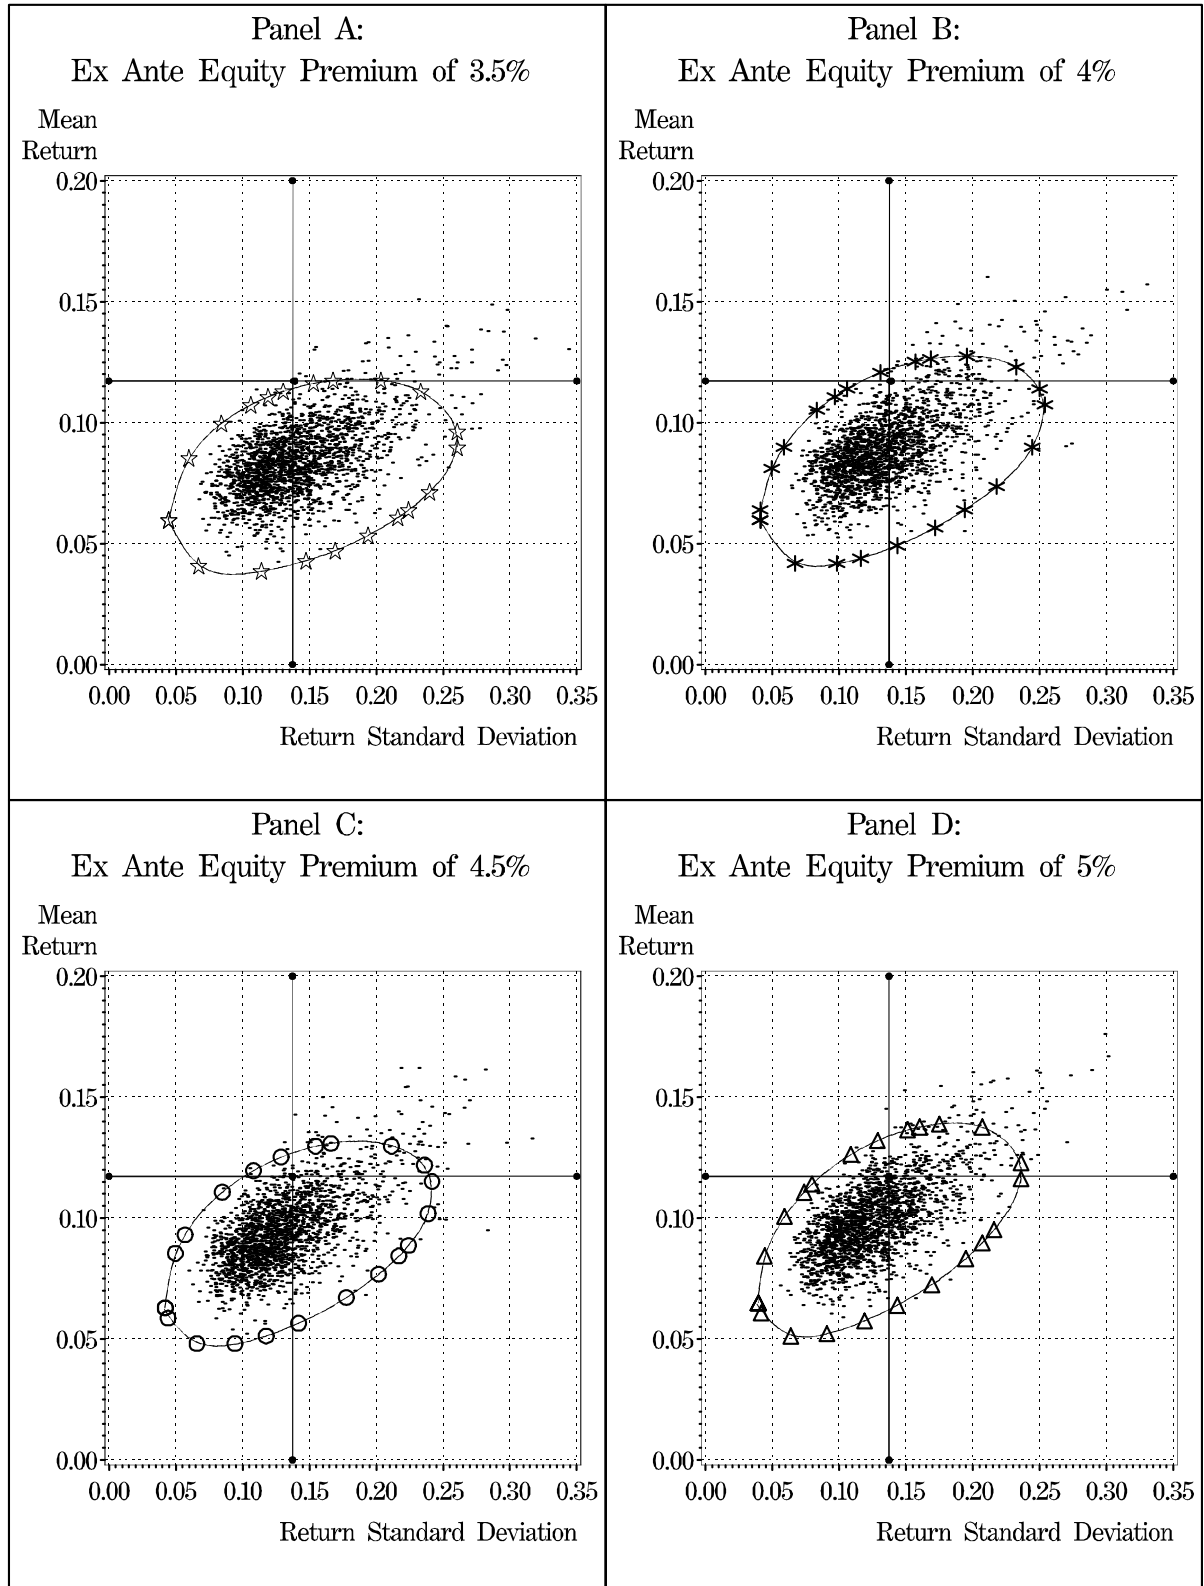 Panel A:
Ex Ante Equity Premium of 3.5%
Mean
Return
0.20
0.15
0.10
0.05
0.00
0.00 0.05 0.10 0.15 0.20 0.25 0.30 0.35
Return Standard Deviation
Panel B:
Ex Ante Equity Premium of 4%
Mean
Return
0.20
0.15
0.10
0.05
0.00
0.00 0.05 0.10 0.15 0.20 0.25 0.30 0.35
Return Standard Deviation
Panel C:
Ex Ante Equity Premium of 4.5%
Mean
Return
0.20
0.15
0.10
0.05
0.00
0.00 0.05 0.10 0.15 0.20 0.25 0.30 0.35
Return Standard Deviation
Panel D:
Ex Ante Equity Premium of 5%
Mean
Return
0.20
0.15
0.10
0.05
0.00
0.00 0.05 0.10 0.15 0.20 0.25 0.30 0.35
Return Standard Deviation